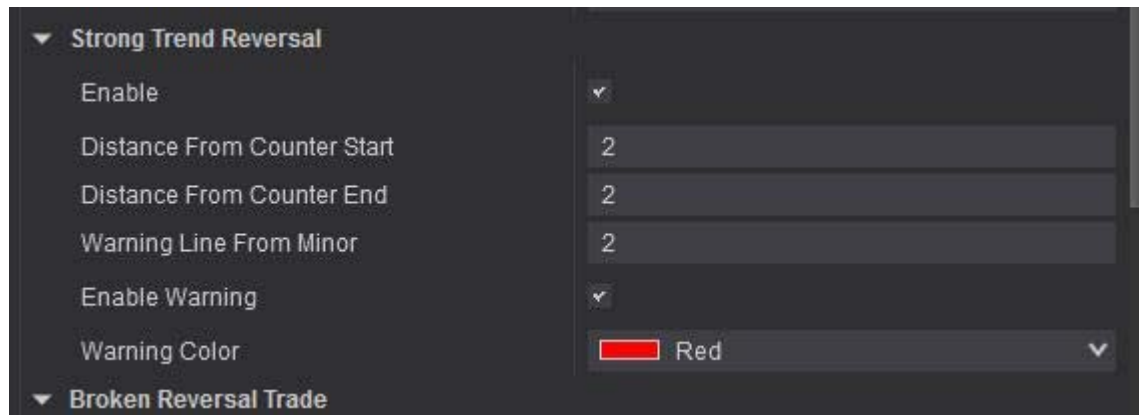 Strong Trend Reversal
Enable
Distance From Counter Start 2
Distance From Counter End 2
Warning Line From Minor 2
Enable Warning
Warning Color Red
Broken Reversal Trade